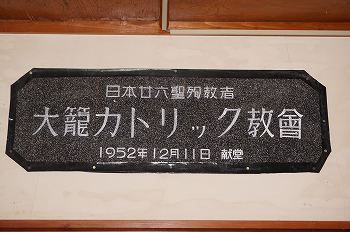 日本廿六聖殉教者
大籠カトリック教會
1952年12月11日 献堂